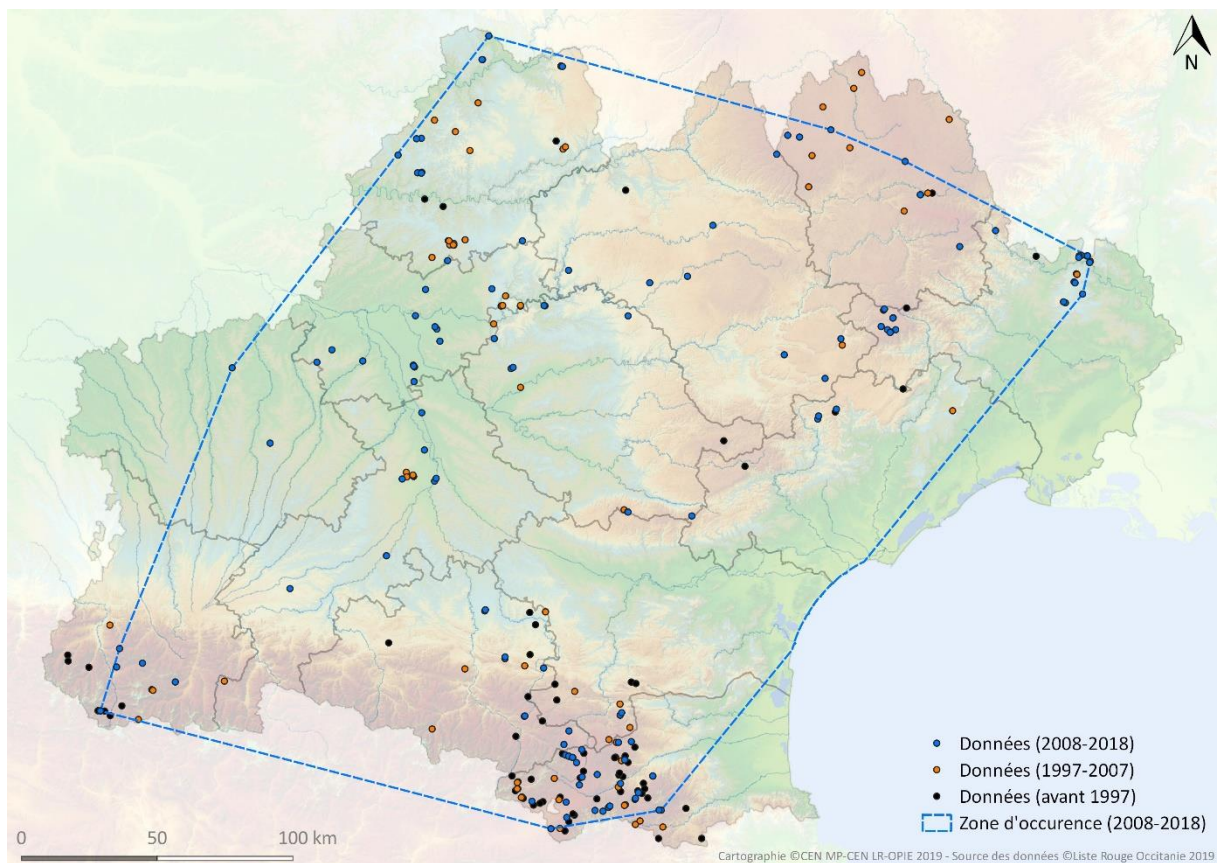 N
Données (2008-2018)
Données (1997-2007)
Données (avant 1997)
Zone d'occurence (2008-2018)
0 50 100 km
Cartographie ©CEN MP-CEN LR-OPIE 2019 - Source des données ©Liste Rouge Occitanie 2019